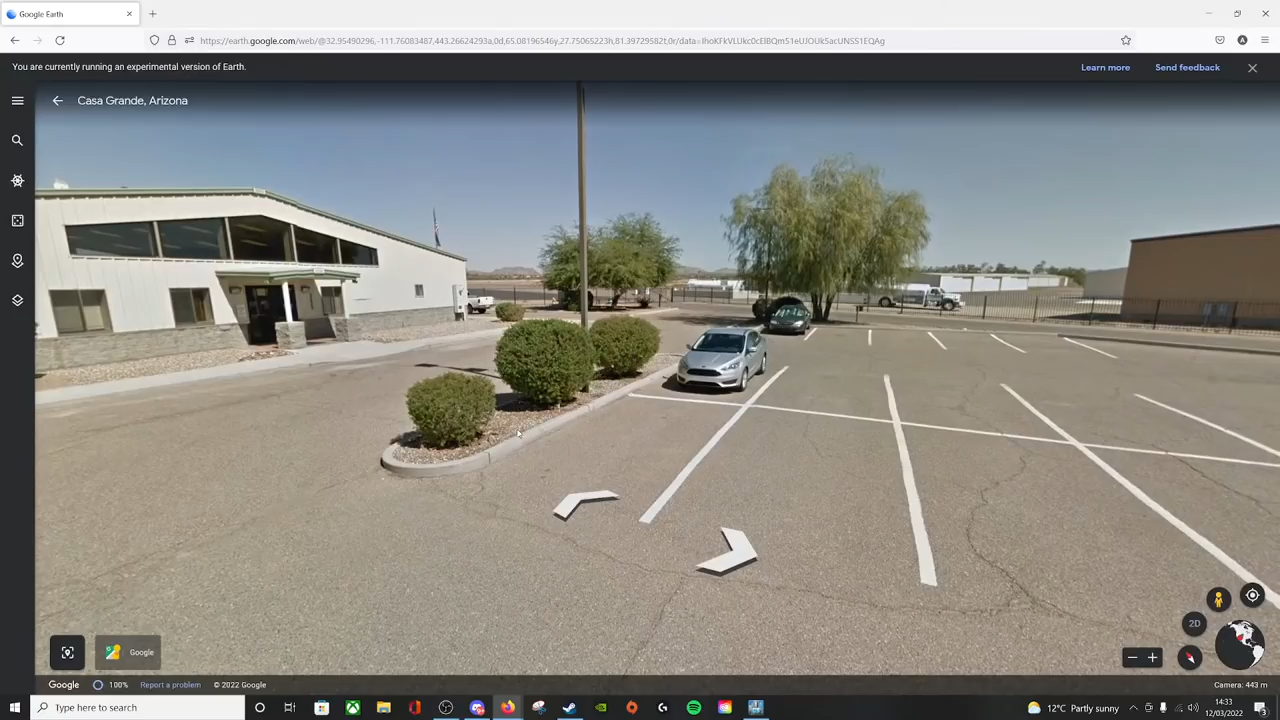 Google Earth
https://earth.google.com/web/@32.95490296,-111.76083487,443.26624293a,0d,65.08196546y,27.75065223h,81.39729582t,0r/data=IhoKFkVLUkc0cElBQm51eUJOUk5acUNSS1EQAg
You are currently running an experimental version of Earth.
Learn more
Send feedback
Casa Grande, Arizona
2D
Google
Google
100%
Report a problem
© 2022 Google
Camera: 443 m
Type here to search
12°C Partly sunny
14:33
12/03/2022